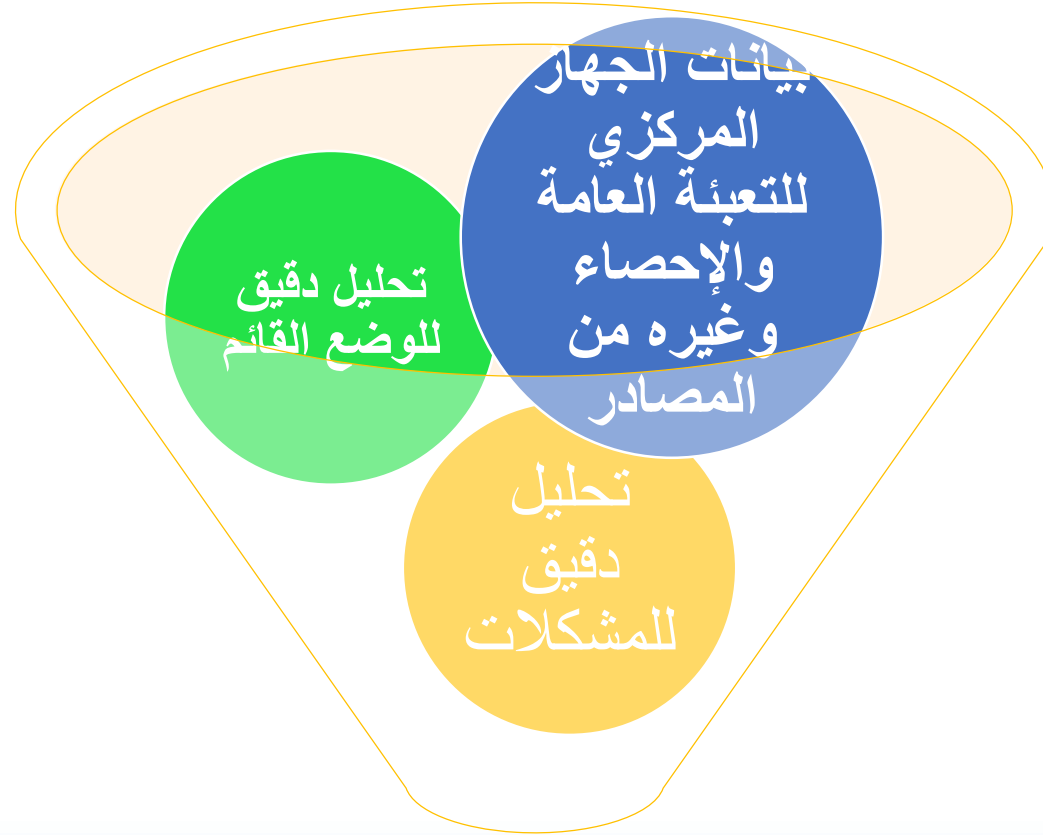 بيانات الجهاز
المركزي
للتعبئة العامة
والإحصاء
وغيره من
المصادر
تحليل دقيق
للوضع القائم
تحليل
دقيق
للمشكلات